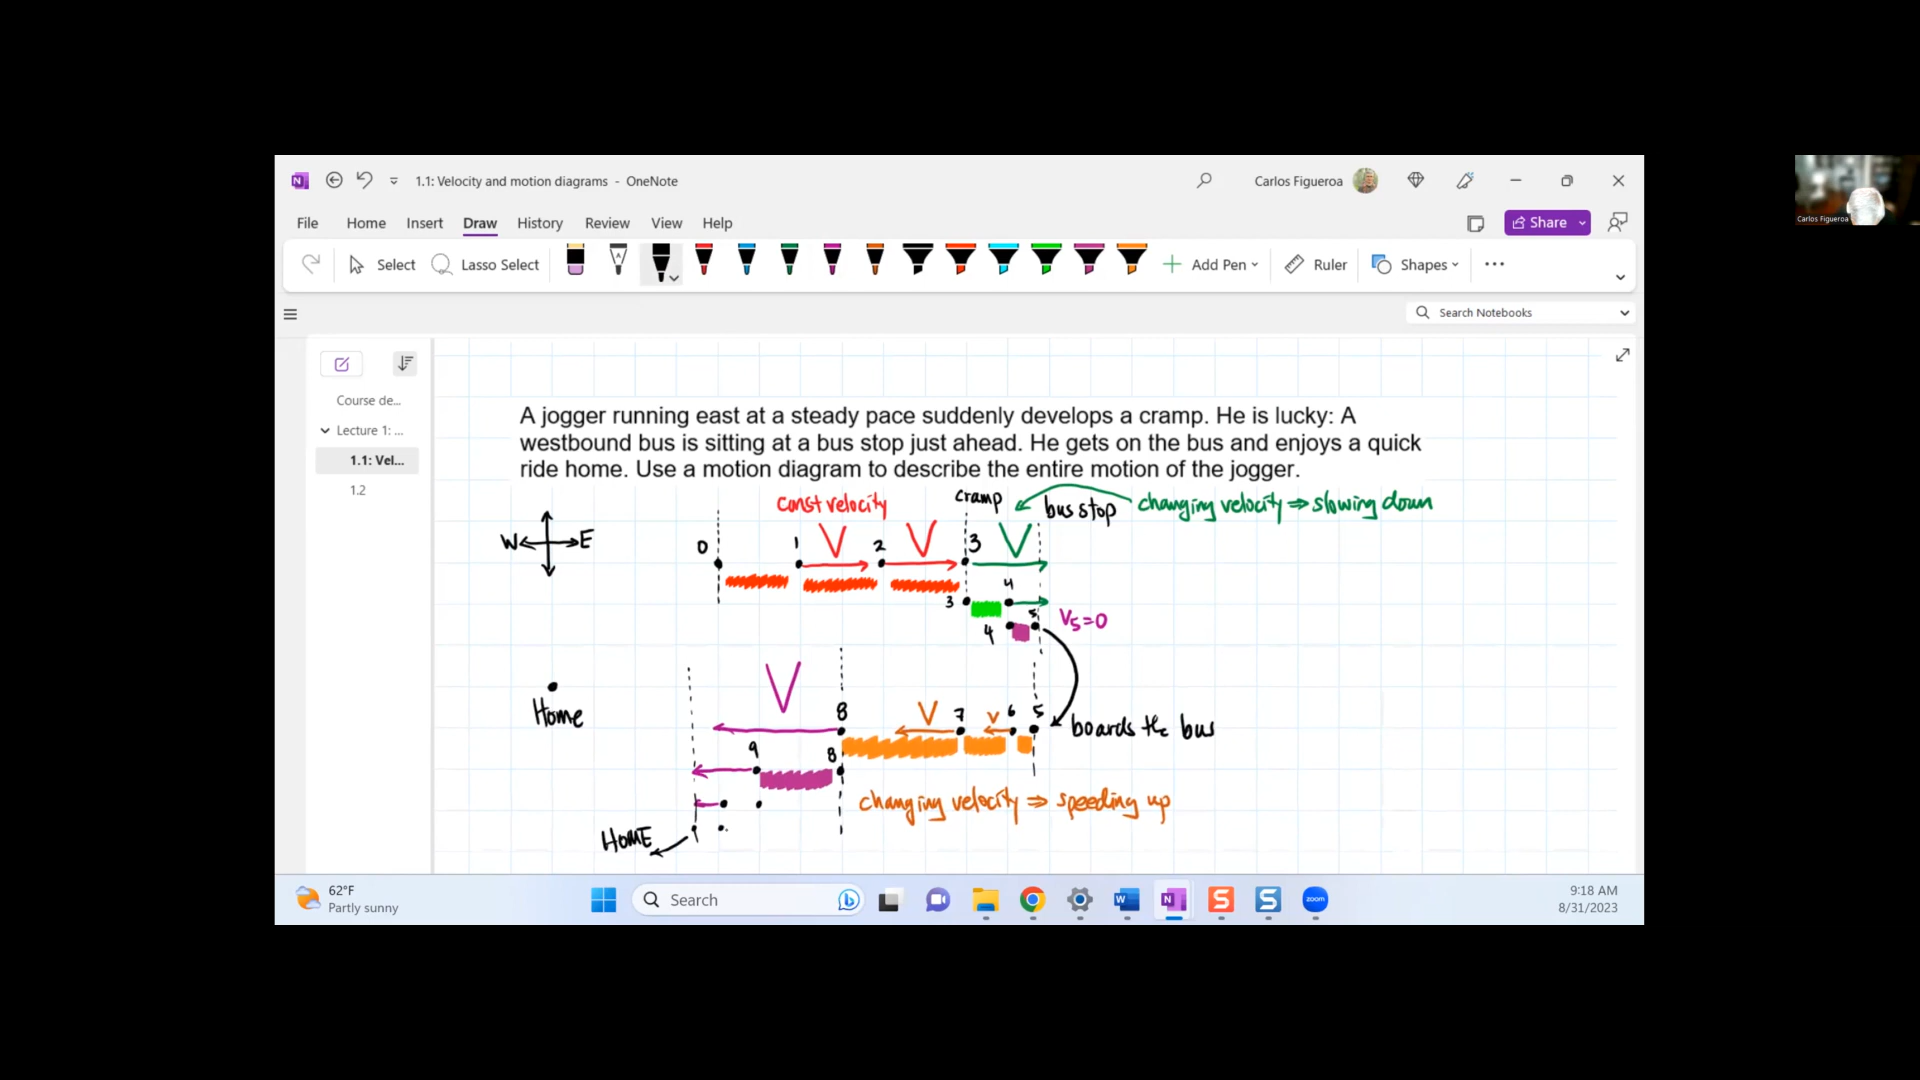 1.1: Velocity and motion diagrams - OneNote
Carlos Figueroa
File Home Insert Draw History Review View Help
Share
Select
Lasso Select
Add Pen
Ruler
Shapes
Search Notebooks
Course de...
Lecture 1: ...
1.1: Vel...
1.2
A jogger running east at a steady pace suddenly develops a cramp. He is lucky: A
westbound bus is sitting at a bus stop just ahead. He gets on the bus and enjoys a quick
ride home. Use a motion diagram to describe the entire motion of the jogger.
const velocity
cramp
bus stop
changing velocity ⇒ slowing down
W E
0 1 V 2 V 3 V
3 4
4 5 V5=0
Home
V
8 V 7 V 6 5
boards the bus
9 8
changing velocity ⇒ speeding up
HOME
62°F
Partly sunny
Search
zoom
9:18 AM
8/31/2023
Carlos Figueroa